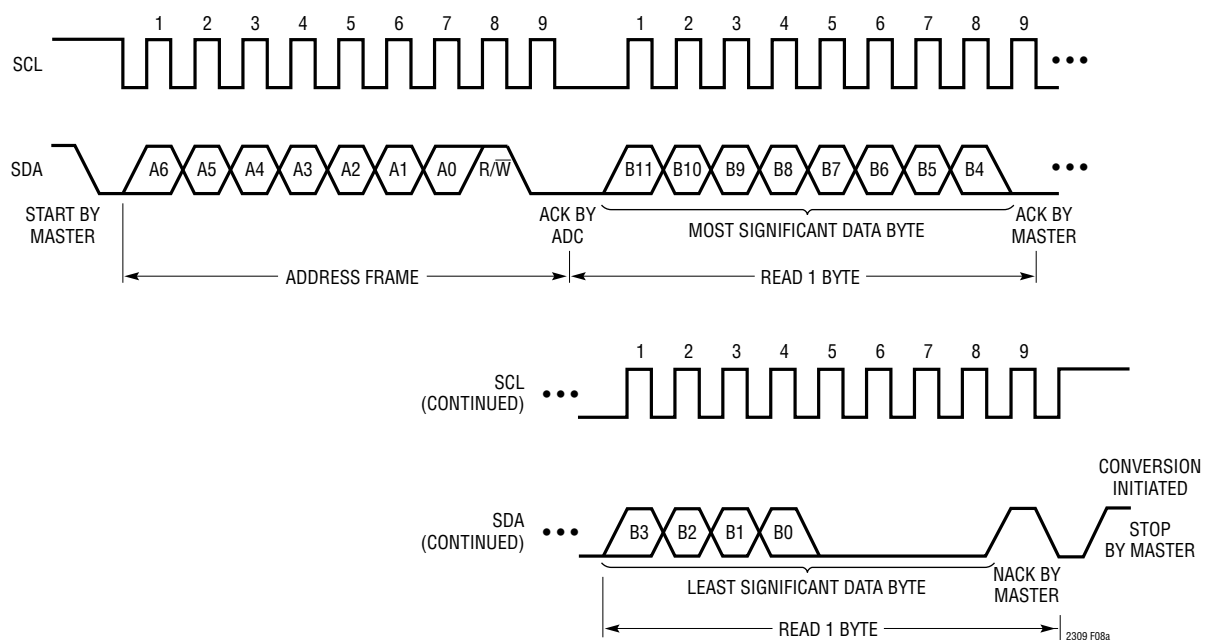 1 2 3 4 5 6 7 8 9 1 2 3 4 5 6 7 8 9
SCL
•••
SDA
A6 A5 A4 A3 A2 A1 A0 R/W̅ B11 B10 B9 B8 B7 B6 B5 B4
•••
START BY
MASTER
ACK BY
ADC
MOST SIGNIFICANT DATA BYTE
ACK BY
MASTER
ADDRESS FRAME
READ 1 BYTE
1 2 3 4 5 6 7 8 9
SCL
(CONTINUED)
•••
CONVERSION
INITIATED
SDA
(CONTINUED)
•••
B3 B2 B1 B0
STOP
BY MASTER
LEAST SIGNIFICANT DATA BYTE
NACK BY
MASTER
READ 1 BYTE
2309 F08a